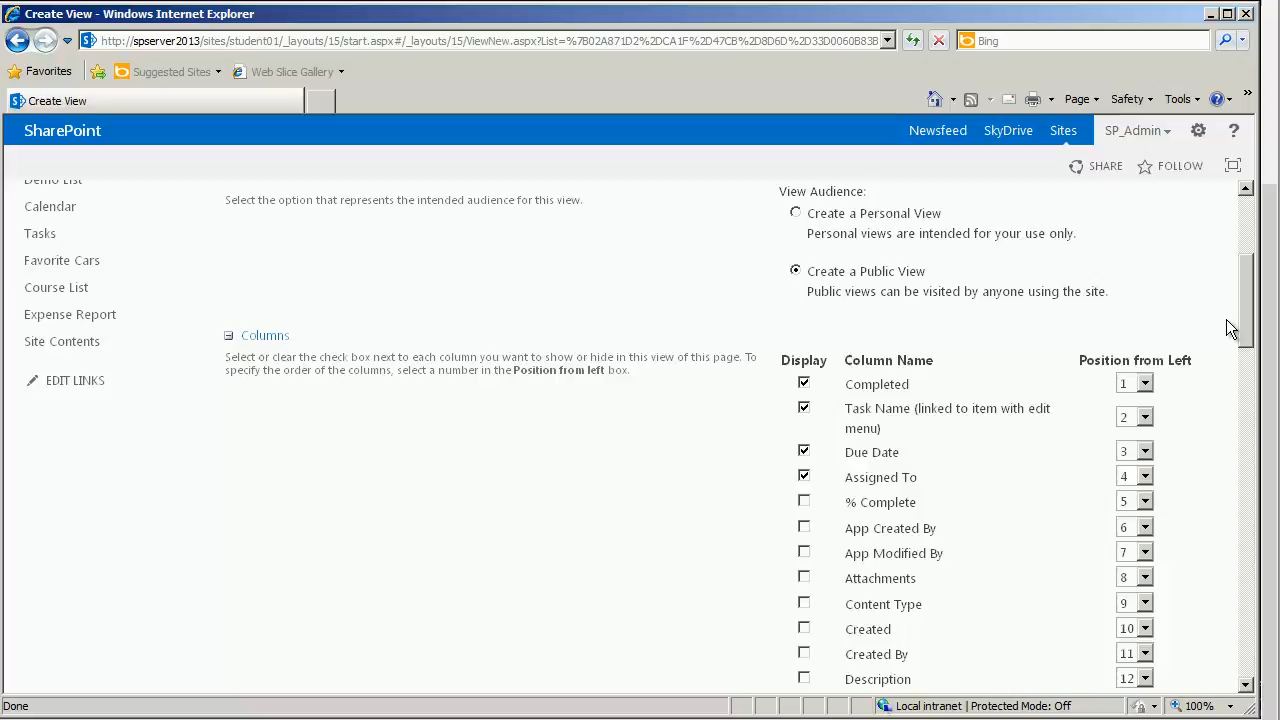 Create View - Windows Internet Explorer
http://spserver2013/sites/student01/_layouts/15/start.aspx#/_layouts/15/ViewNew.aspx?List=%7B02A871D2%2DCA1F%2D47CB%2D8D6D%2D33D0060B83B
Bing
Favorites
Suggested Sites
Web Slice Gallery
Create View
Page
Safety
Tools
SharePoint
Newsfeed
SkyDrive
Sites
SP_Admin
SHARE
FOLLOW
Demo List
Calendar
Tasks
Favorite Cars
Course List
Expense Report
Site Contents
EDIT LINKS
Select the option that represents the intended audience for this view.
View Audience:
Create a Personal View
Personal views are intended for your use only.
Create a Public View
Public views can be visited by anyone using the site.
Columns
Select or clear the check box next to each column you want to show or hide in this view of this page. To
specify the order of the columns, select a number in the Position from left box.
Display Column Name Position from Left
Completed 1
Task Name (linked to item with edit
menu) 2
Due Date 3
Assigned To 4
% Complete 5
App Created By 6
App Modified By 7
Attachments 8
Content Type 9
Created 10
Created By 11
Description 12
Done
Local intranet | Protected Mode: Off
100%